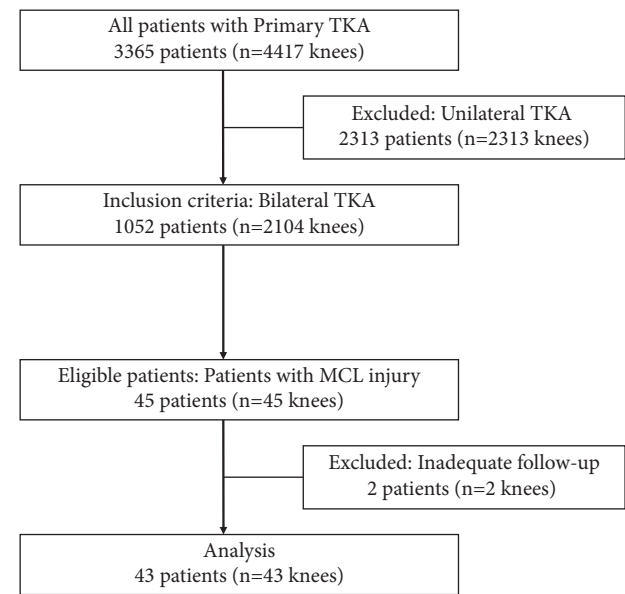 All patients with Primary TKA
3365 patients (n=4417 knees)
Excluded: Unilateral TKA
2313 patients (n=2313 knees)
Inclusion criteria: Bilateral TKA
1052 patients (n=2104 knees)
Eligible patients: Patients with MCL injury
45 patients (n=45 knees)
Excluded: Inadequate follow-up
2 patients (n=2 knees)
Analysis
43 patients (n=43 knees)